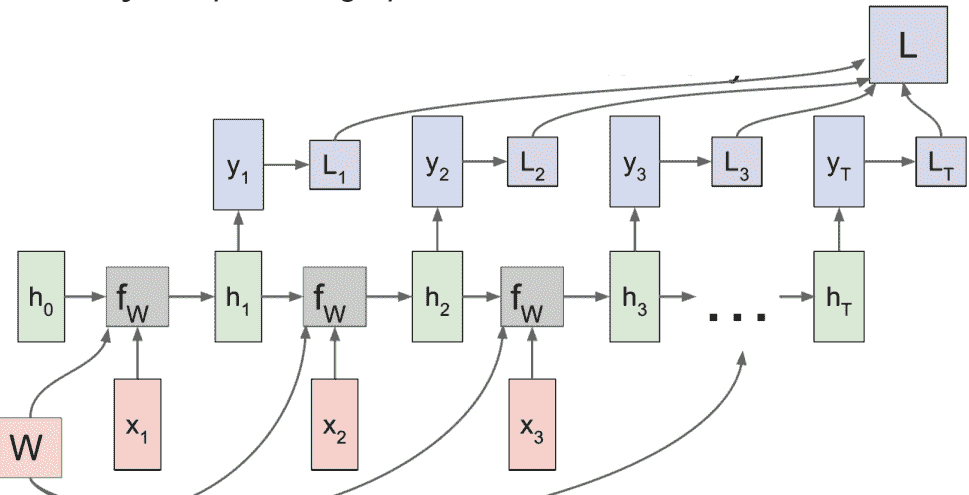 L
y1 L1 y2 L2 y3 L3 yT LT
h0 fW h1 fW h2 fW h3 ... hT
x1 x2 x3
W